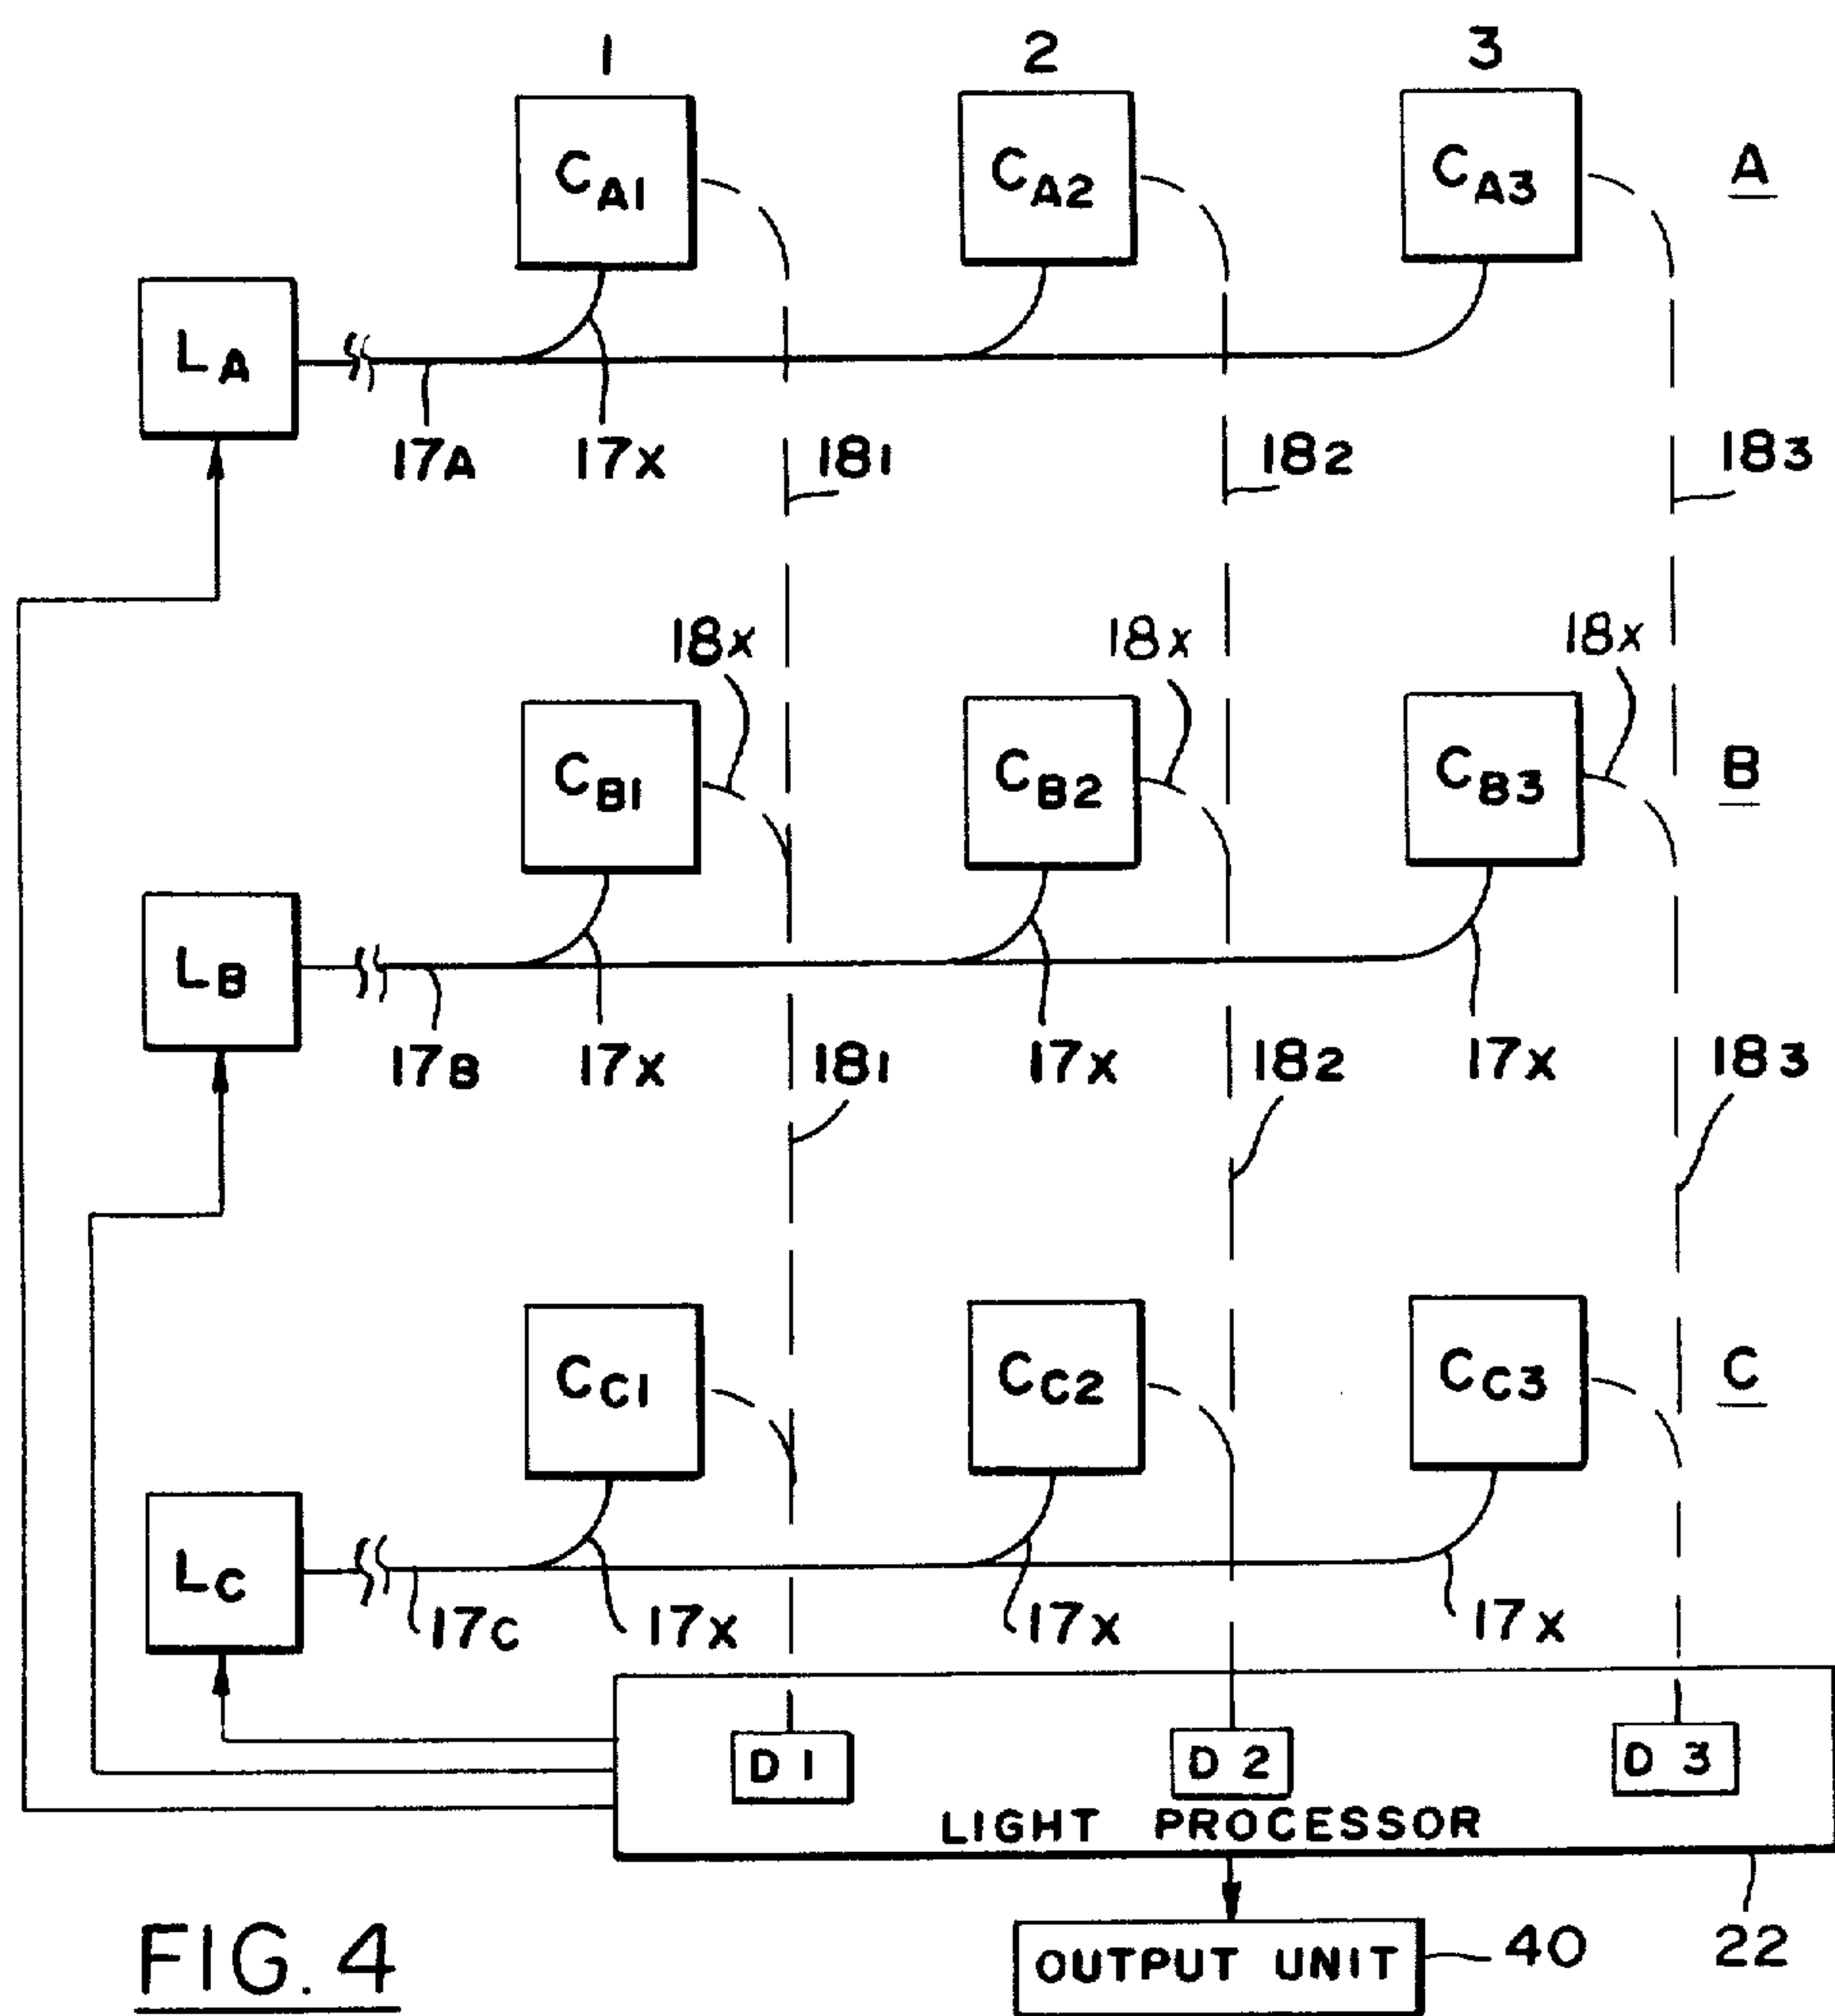 1 2 3
CA1 CA2 CA3 A
LA
17A 17X 181 182 183
18X 18X 18X
CB1 CB2 CB3 B
LB
17B 17X 181 17X 182 17X 183
CC1 CC2 CC3 C
LC
17C 17X 17X 17X
D1 D2 D3
LIGHT PROCESSOR
OUTPUT UNIT 40 22
FIG. 4